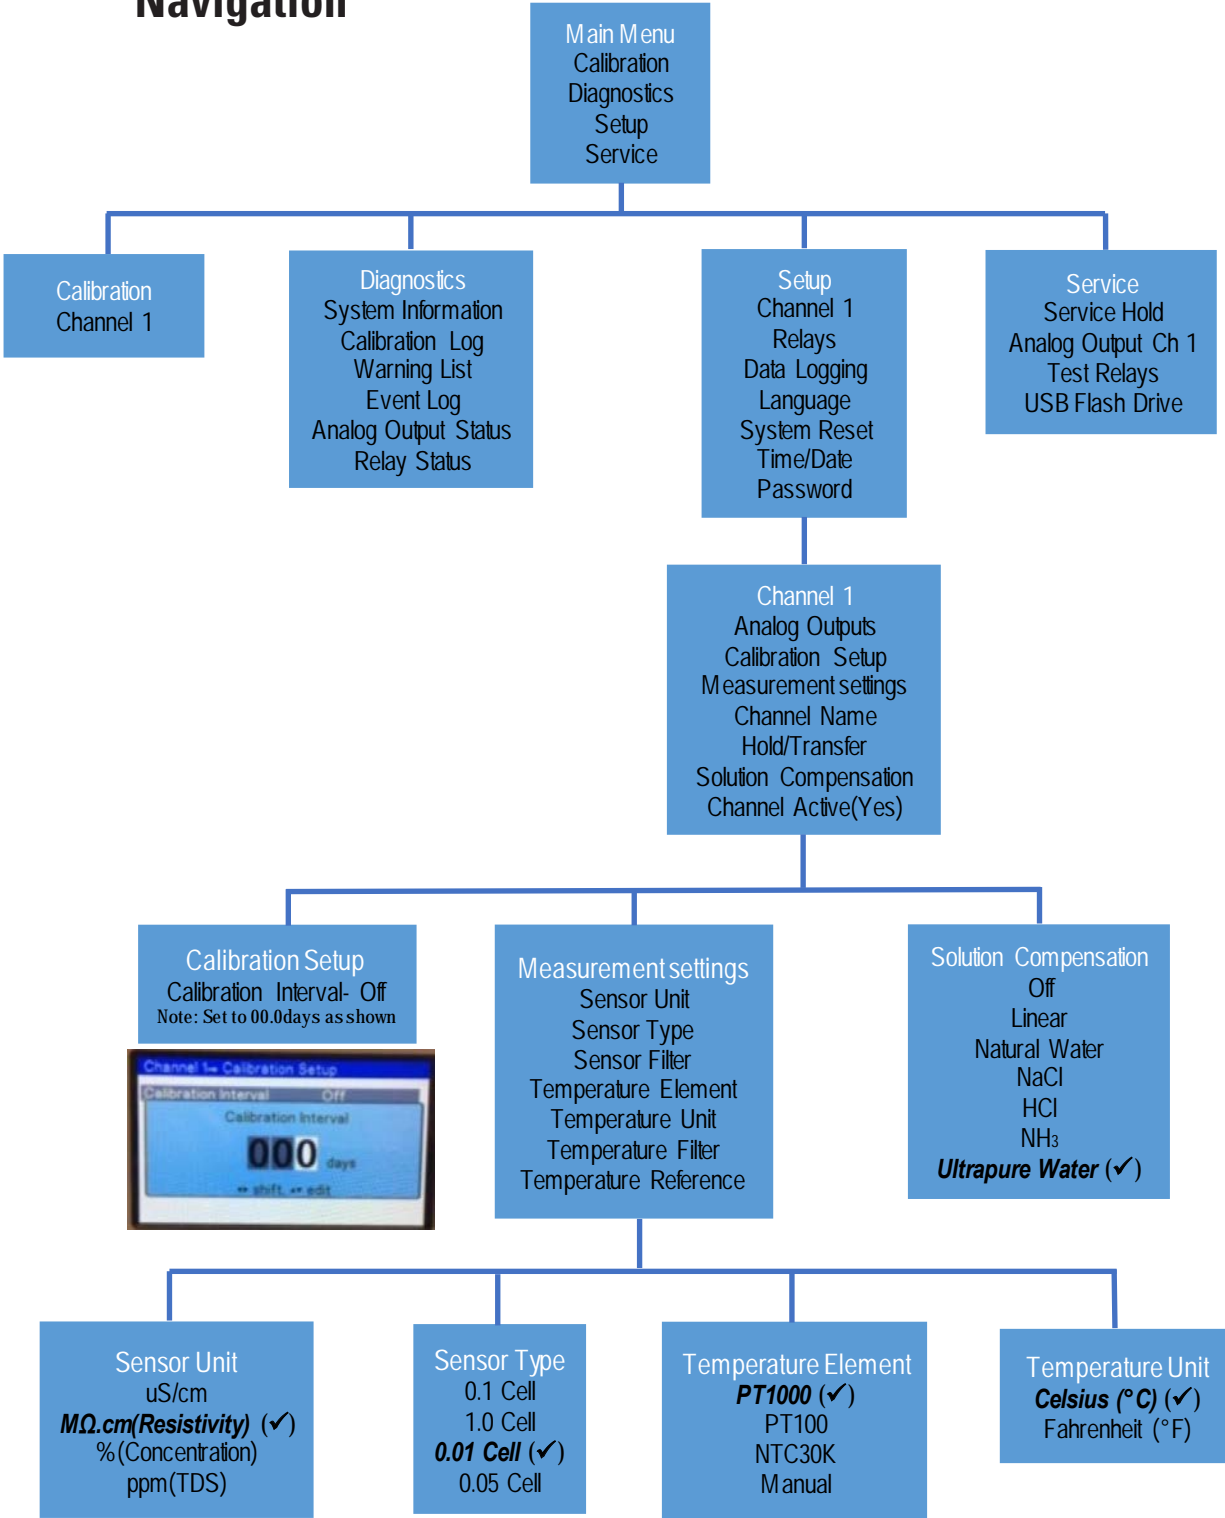 Navigation
Main Menu
Calibration
Diagnostics
Setup
Service
Calibration
Channel 1
Diagnostics
System Information
Calibration Log
Warning List
Event Log
Analog Output Status
Relay Status
Setup
Channel 1
Relays
Data Logging
Language
System Reset
Time/Date
Password
Service
Service Hold
Analog Output Ch 1
Test Relays
USB Flash Drive
Channel 1
Analog Outputs
Calibration Setup
Measurement settings
Channel Name
Hold/Transfer
Solution Compensation
Channel Active(Yes)
Calibration Setup
Calibration Interval- Off
Note: Set to 00.0days as shown
Channel 1→ Calibration Setup
Calibration Interval Off
Calibration Interval
000 days
◂▸ shift, ▴▾ edit
Measurement settings
Sensor Unit
Sensor Type
Sensor Filter
Temperature Element
Temperature Unit
Temperature Filter
Temperature Reference
Solution Compensation
Off
Linear
Natural Water
NaCl
HCl
NH₃
Ultrapure Water (✓)
Sensor Unit
uS/cm
MΩ.cm(Resistivity) (✓)
%(Concentration)
ppm(TDS)
Sensor Type
0.1 Cell
1.0 Cell
0.01 Cell (✓)
0.05 Cell
Temperature Element
PT1000 (✓)
PT100
NTC30K
Manual
Temperature Unit
Celsius (°C) (✓)
Fahrenheit (°F)